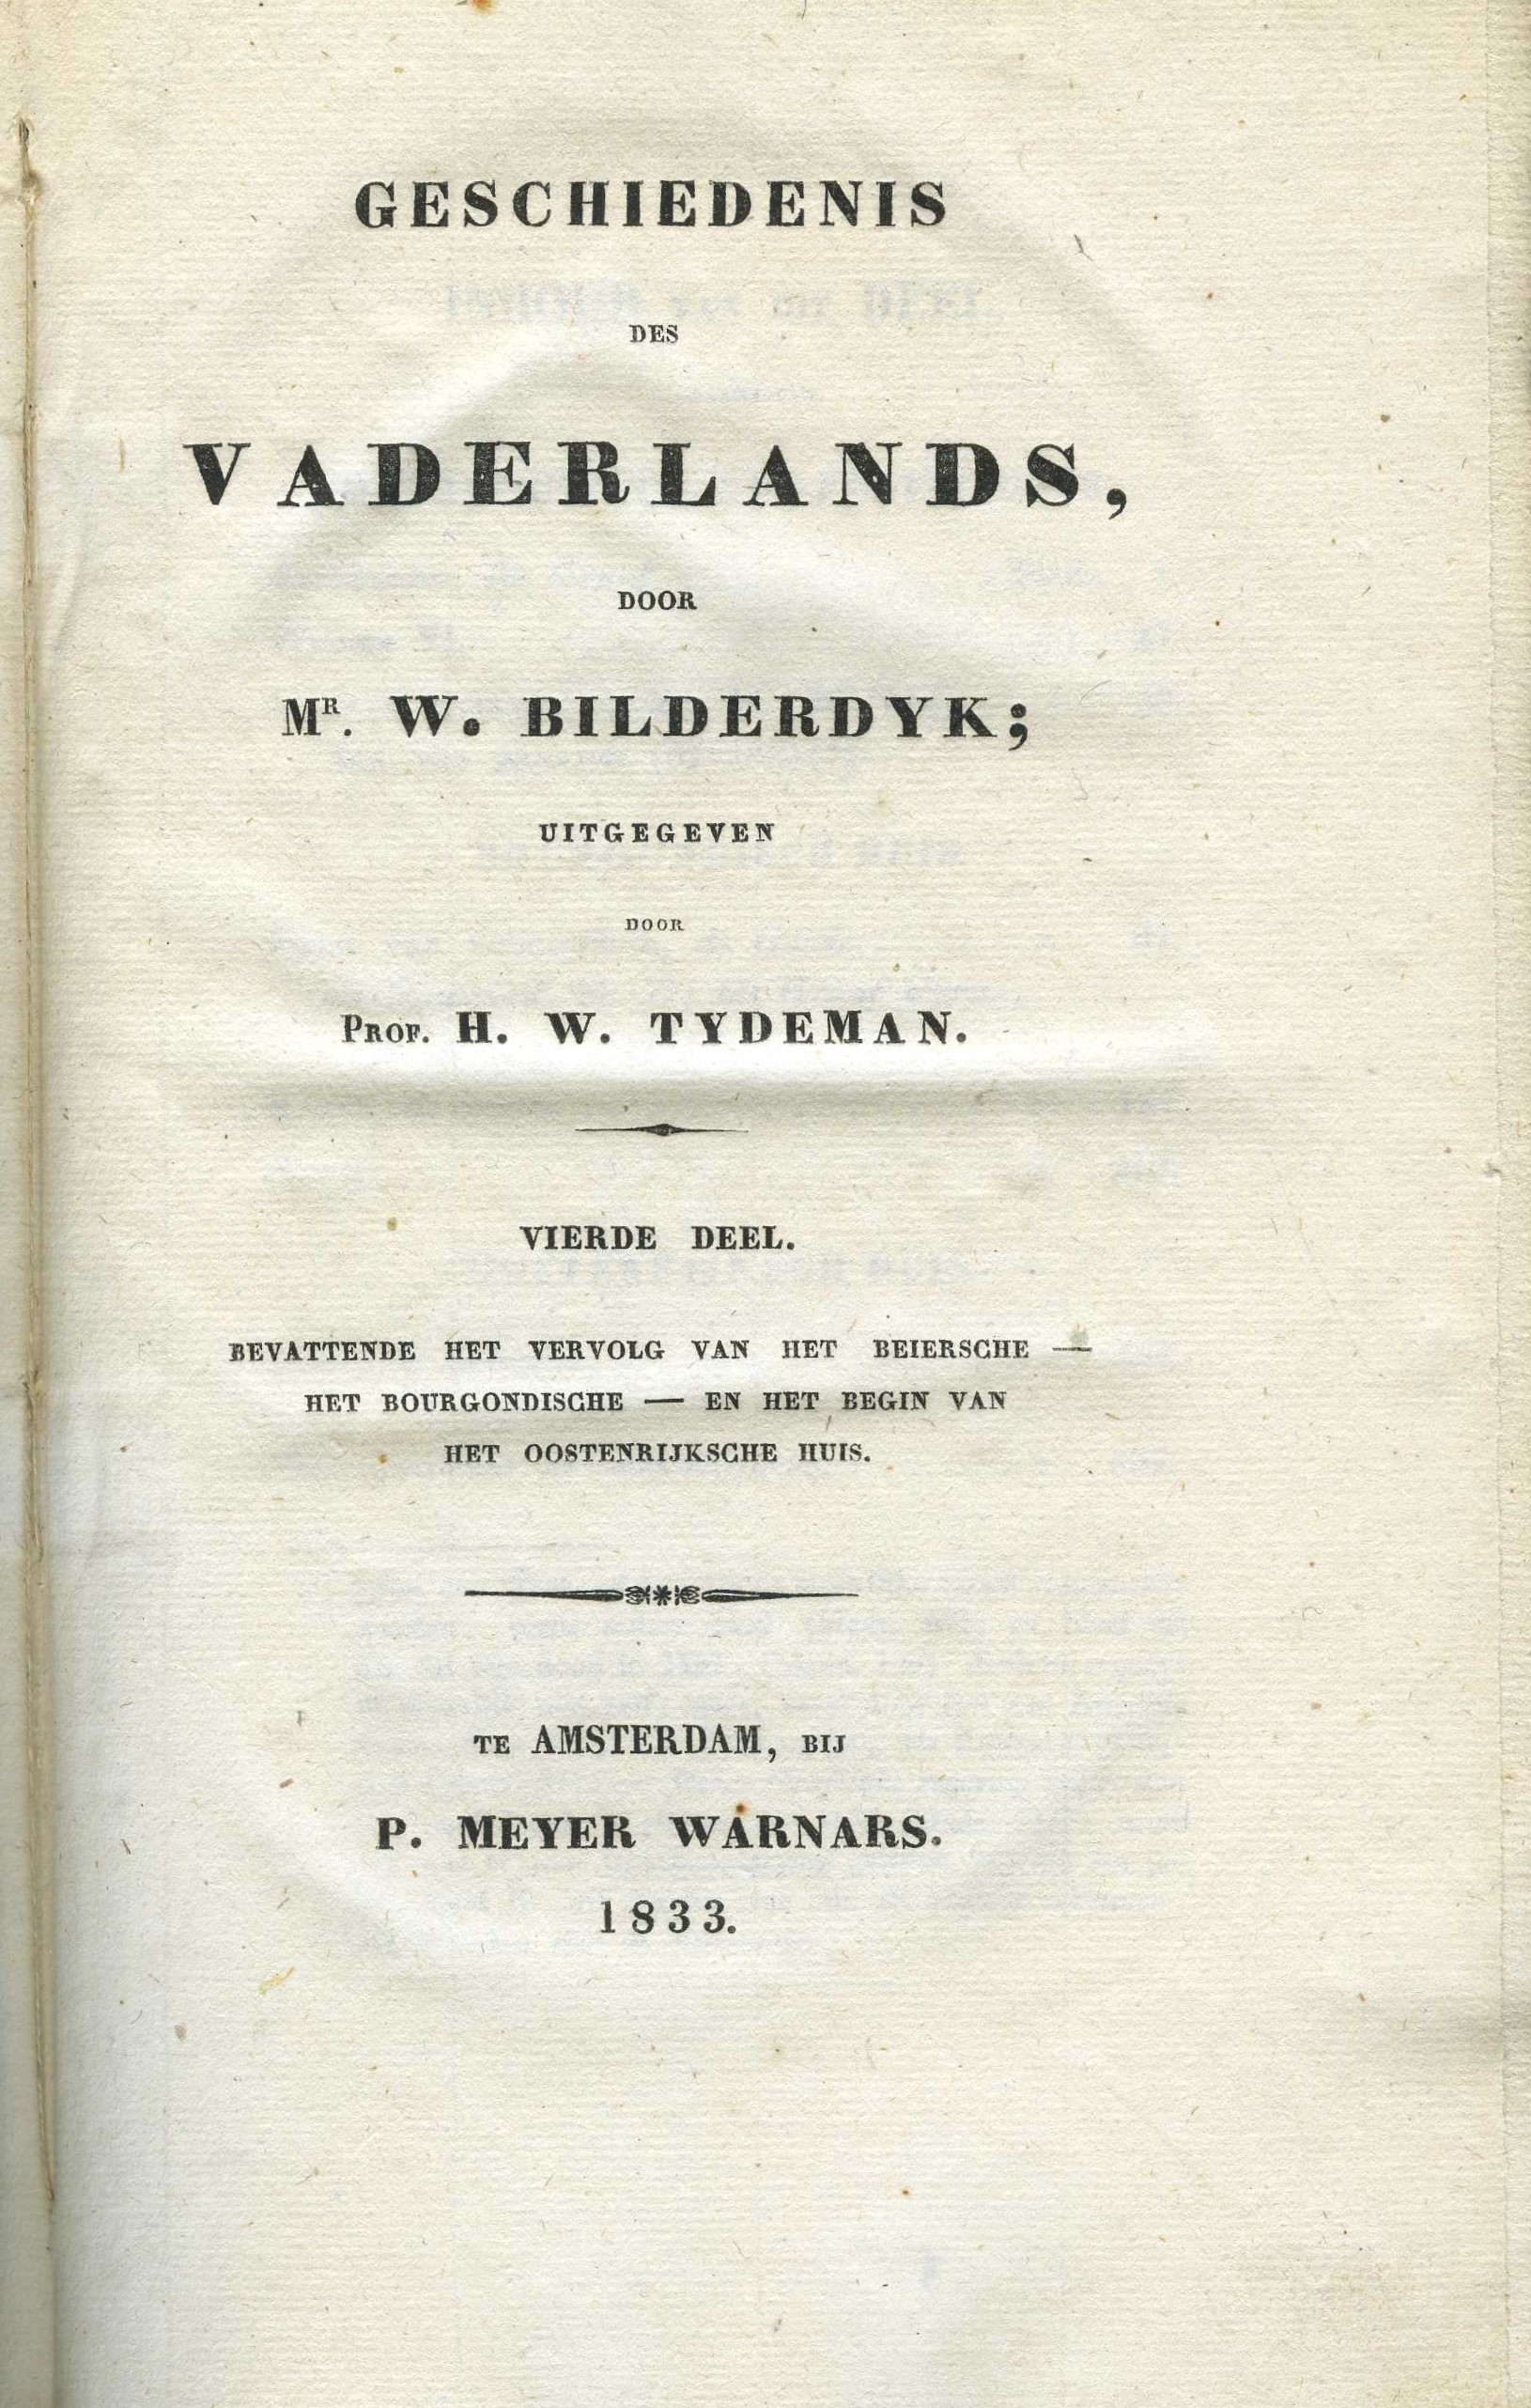 GESCHIEDENIS
DES
VADERLANDS,
DOOR
MR. W. BILDERDYK;
UITGEGEVEN
DOOR
PROF. H. W. TYDEMAN.
VIERDE DEEL.
BEVATTENDE HET VERVOLG VAN HET BEIERSCHE —
HET BOURGONDISCHE — EN HET BEGIN VAN
HET OOSTENRIJKSCHE HUIS.
TE AMSTERDAM, BIJ
P. MEYER WARNARS.
1833.